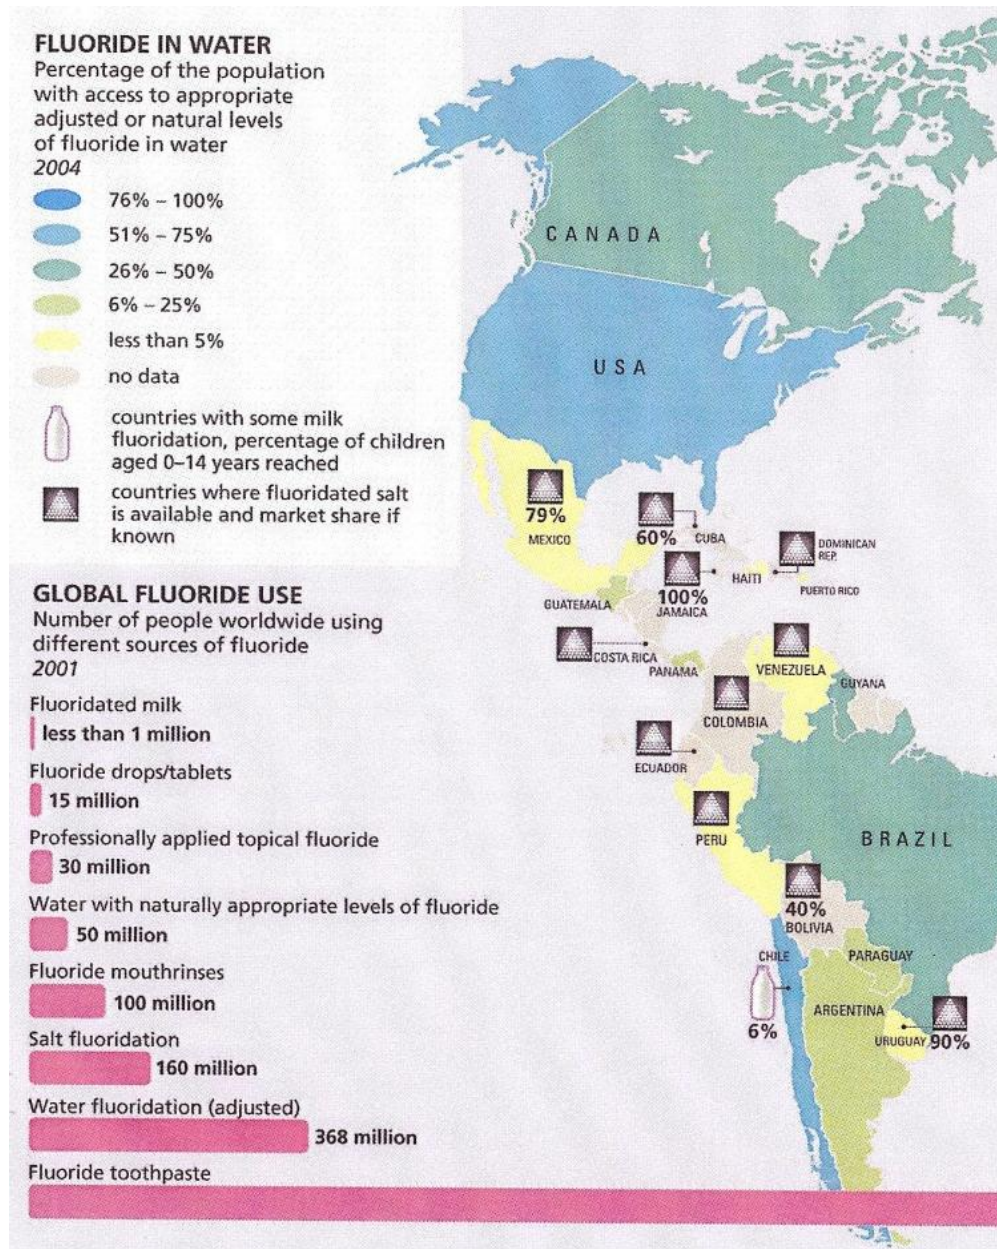 FLUORIDE IN WATER
Percentage of the population
with access to appropriate
adjusted or natural levels
of fluoride in water
2004
76% – 100%
51% – 75%
26% – 50%
6% – 25%
less than 5%
no data
countries with some milk
fluoridation, percentage of children
aged 0–14 years reached
countries where fluoridated salt
is available and market share if
known
GLOBAL FLUORIDE USE
Number of people worldwide using
different sources of fluoride
2001
Fluoridated milk
less than 1 million
Fluoride drops/tablets
15 million
Professionally applied topical fluoride
30 million
Water with naturally appropriate levels of fluoride
50 million
Fluoride mouthrinses
100 million
Salt fluoridation
160 million
Water fluoridation (adjusted)
368 million
Fluoride toothpaste
CANADA
USA
79%
MEXICO
60%
CUBA
100%
JAMAICA
HAITI
DOMINICAN
REP.
PUERTO RICO
GUATEMALA
COSTA RICA
PANAMA
VENEZUELA
GUYANA
COLOMBIA
ECUADOR
PERU
BRAZIL
40%
BOLIVIA
CHILE
PARAGUAY
6%
ARGENTINA
URUGUAY
90%